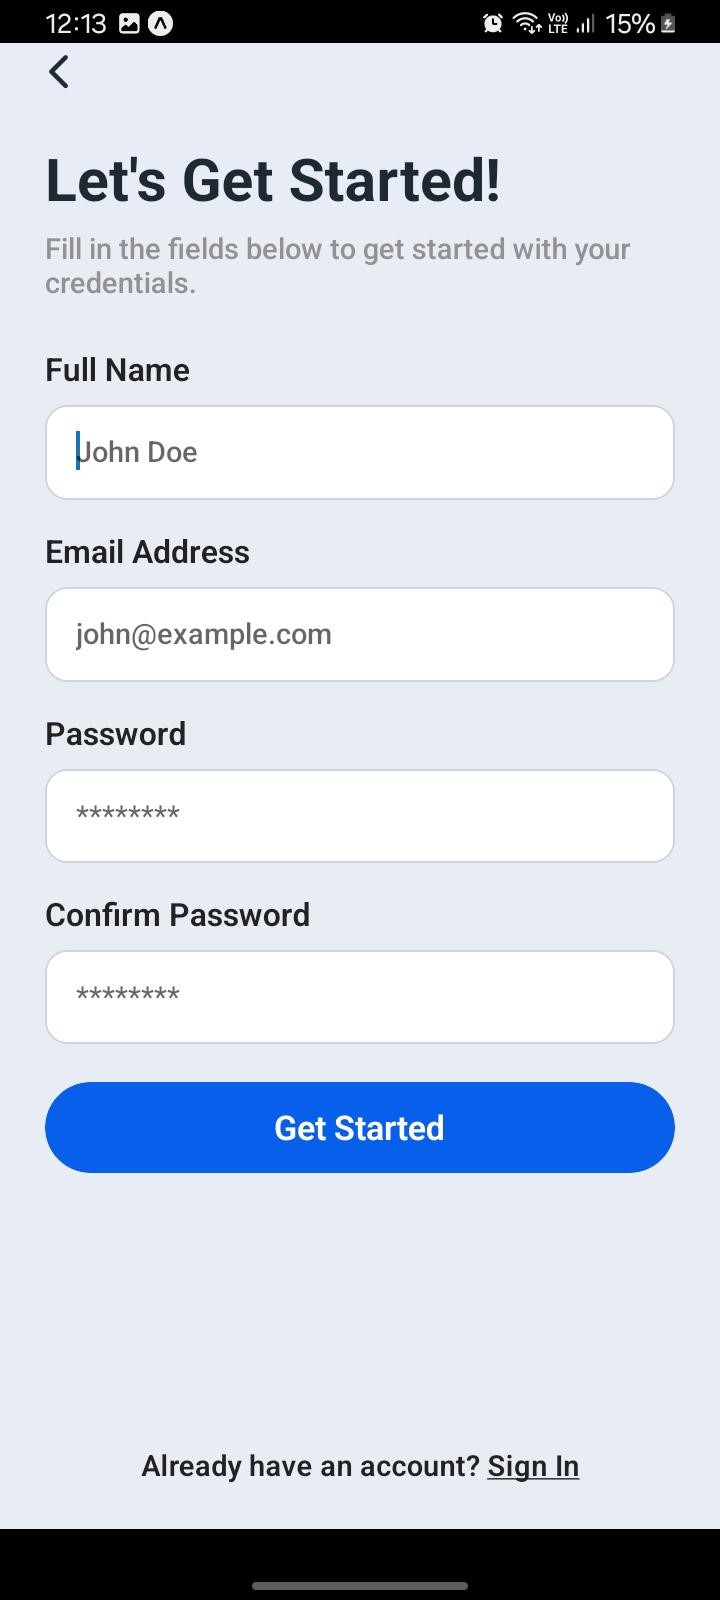 12:13 Vo)) LTE 15%
Let's Get Started!
Fill in the fields below to get started with your
credentials.
Full Name
John Doe
Email Address
john@example.com
Password
********
Confirm Password
********
Get Started
Already have an account? Sign In